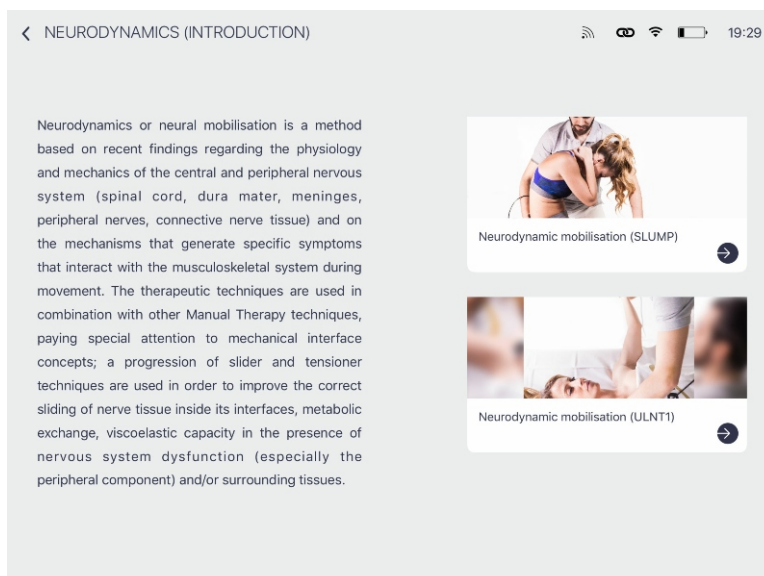 NEURODYNAMICS (INTRODUCTION)
19:29
Neurodynamics or neural mobilisation is a method
based on recent findings regarding the physiology
and mechanics of the central and peripheral nervous
system (spinal cord, dura mater, meninges,
peripheral nerves, connective nerve tissue) and on
the mechanisms that generate specific symptoms
that interact with the musculoskeletal system during
movement. The therapeutic techniques are used in
combination with other Manual Therapy techniques,
paying special attention to mechanical interface
concepts; a progression of slider and tensioner
techniques are used in order to improve the correct
sliding of nerve tissue inside its interfaces, metabolic
exchange, viscoelastic capacity in the presence of
nervous system dysfunction (especially the
peripheral component) and/or surrounding tissues.
Neurodynamic mobilisation (SLUMP)
Neurodynamic mobilisation (ULNT1)